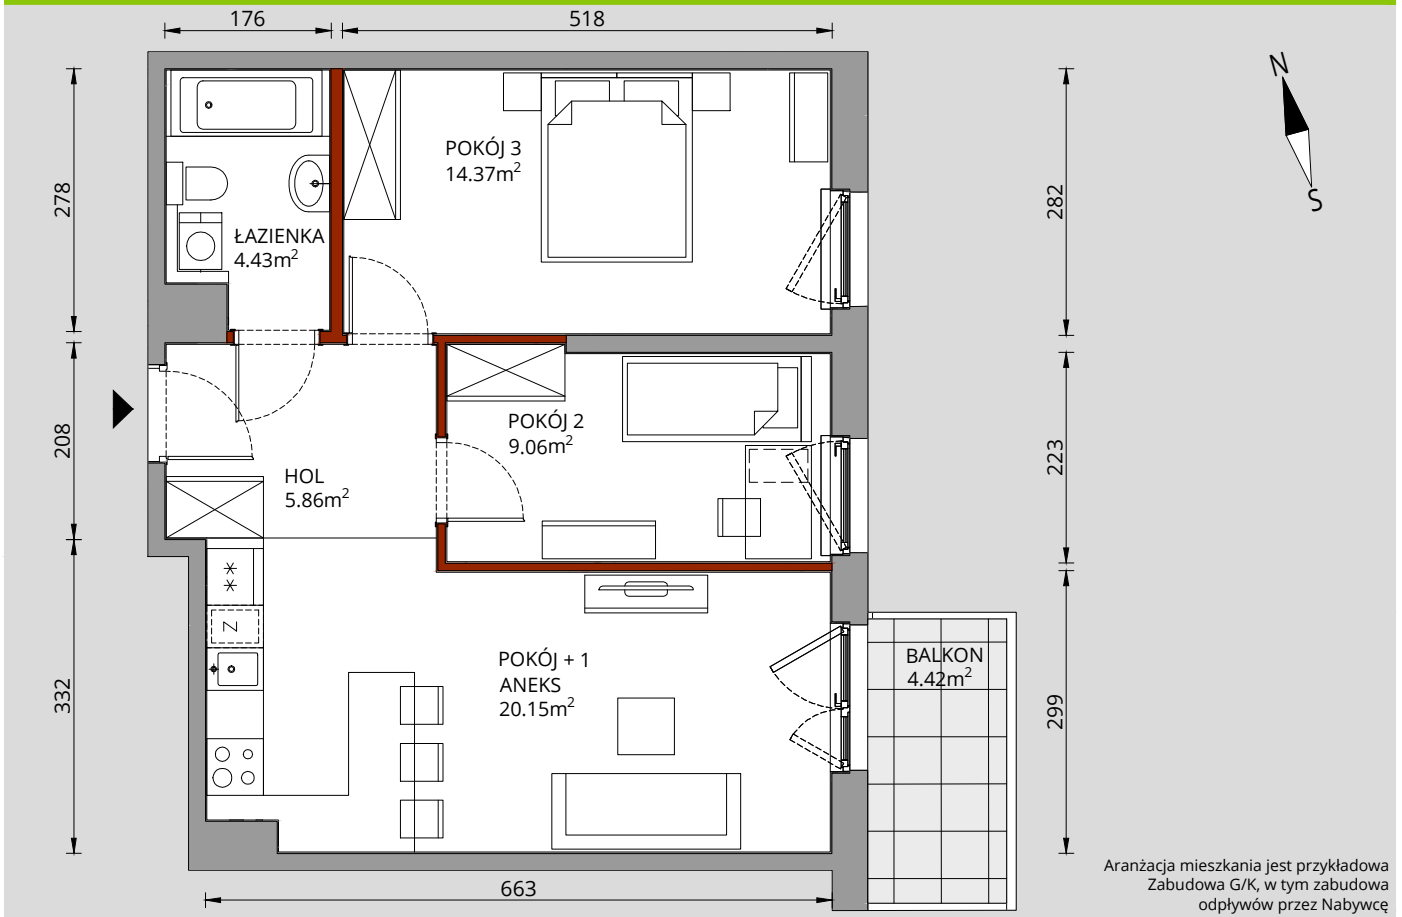 176
518
N
S
278
282
POKÓJ 3
14.37m²
ŁAZIENKA
4.43m²
208
223
POKÓJ 2
9.06m²
HOL
5.86m²
**
Z
332
299
POKÓJ + 1
ANEKS
20.15m²
BALKON
4.42m²
663
Aranżacja mieszkania jest przykładowa
Zabudowa G/K, w tym zabudowa
odpływów przez Nabywcę